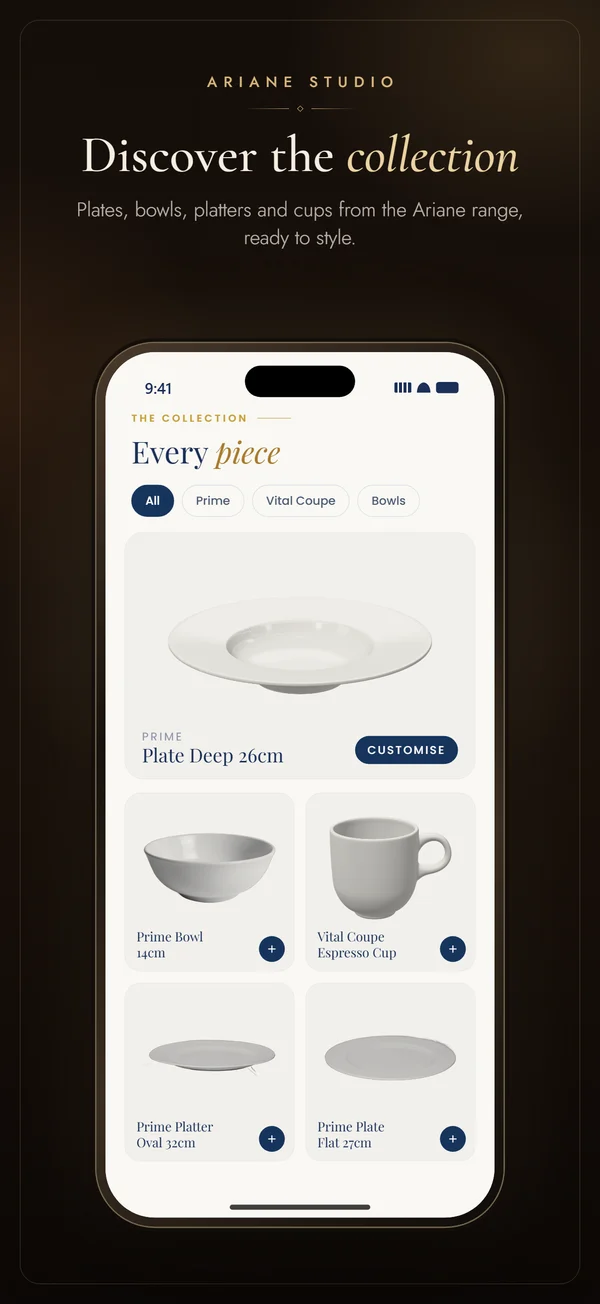 ARIANE STUDIO
Discover the collection
Plates, bowls, platters and cups from the Ariane range,
ready to style.
9:41
THE COLLECTION
Every piece
All
Prime
Vital Coupe
Bowls
PRIME
Plate Deep 26cm
CUSTOMISE
Prime Bowl
14cm
+
Vital Coupe
Espresso Cup
+
Prime Platter
Oval 32cm
+
Prime Plate
Flat 27cm
+